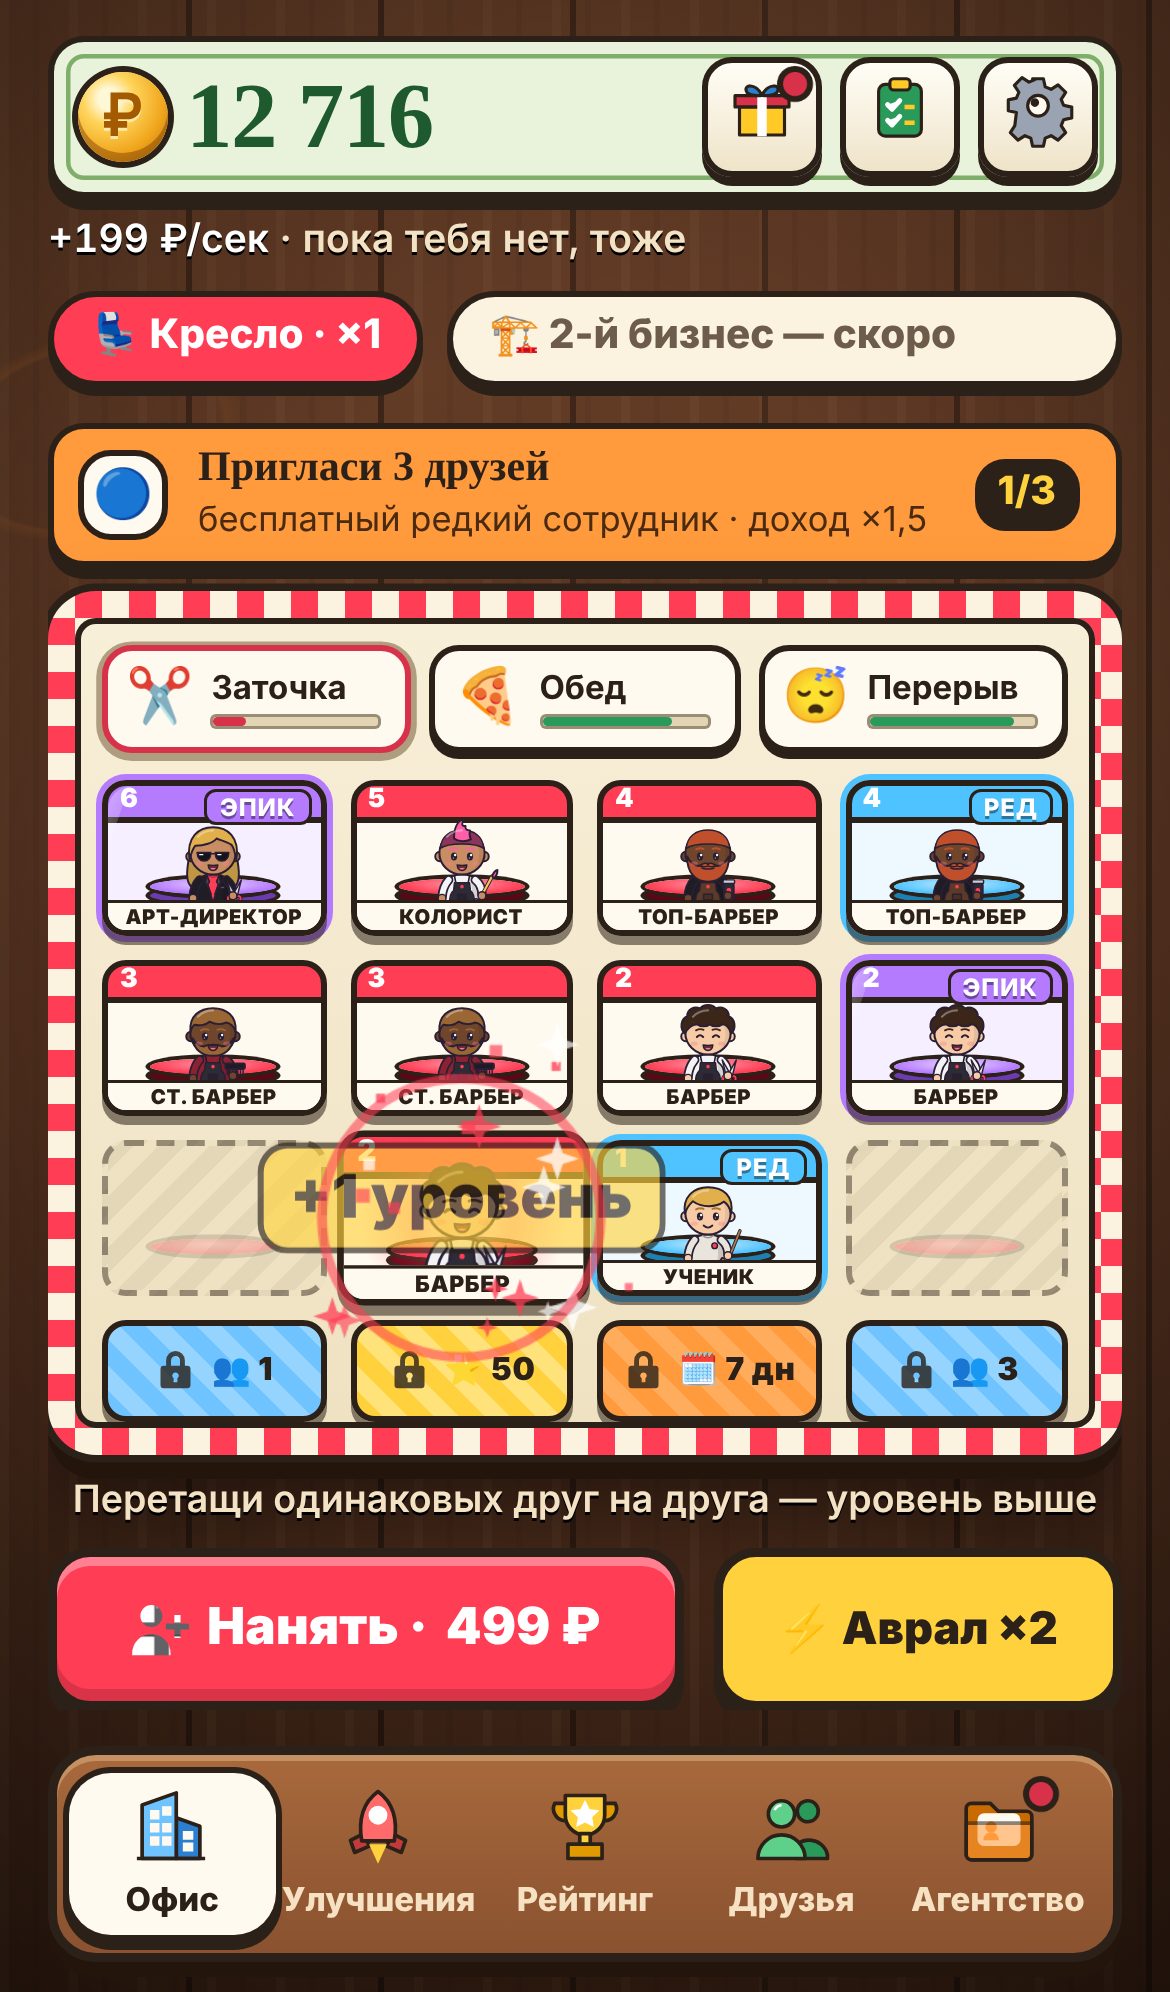 ₽ 12 716
+199 ₽/сек · пока тебя нет, тоже
Кресло · ×1
2-й бизнес — скоро
Пригласи 3 друзей
бесплатный редкий сотрудник · доход ×1,5
1/3
Заточка
Обед
Перерыв
6 ЭПИК
АРТ-ДИРЕКТОР
5
КОЛОРИСТ
4
ТОП-БАРБЕР
4 РЕД
ТОП-БАРБЕР
3
СТ. БАРБЕР
3
СТ. БАРБЕР
2
БАРБЕР
2 ЭПИК
БАРБЕР
2
+1 уровень
БАРБЕР
1 РЕД
УЧЕНИК
1
50
7 дн
3
Перетащи одинаковых друг на друга — уровень выше
Нанять · 499 ₽
Аврал ×2
Офис
Улучшения
Рейтинг
Друзья
Агентство